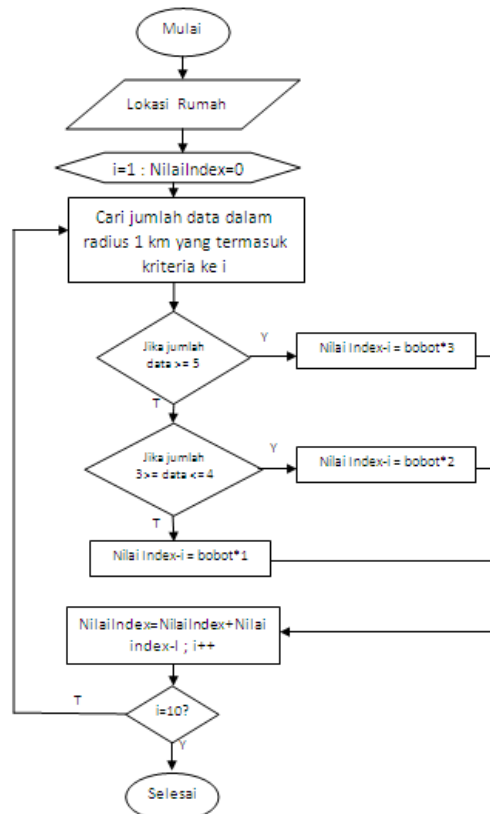 Mulai
Lokasi Rumah
i=1 : NilaiIndex=0
Cari jumlah data dalam
radius 1 km yang termasuk
kriteria ke i
Jika jumlah
data >= 5
Y
Nilai Index-i = bobot*3
T
Jika jumlah
3>= data <= 4
Y
Nilai Index-i = bobot*2
T
Nilai Index-i = bobot*1
NilaiIndex=NilaiIndex+Nilai
index-I ; i++
i=10?
T
Y
Selesai